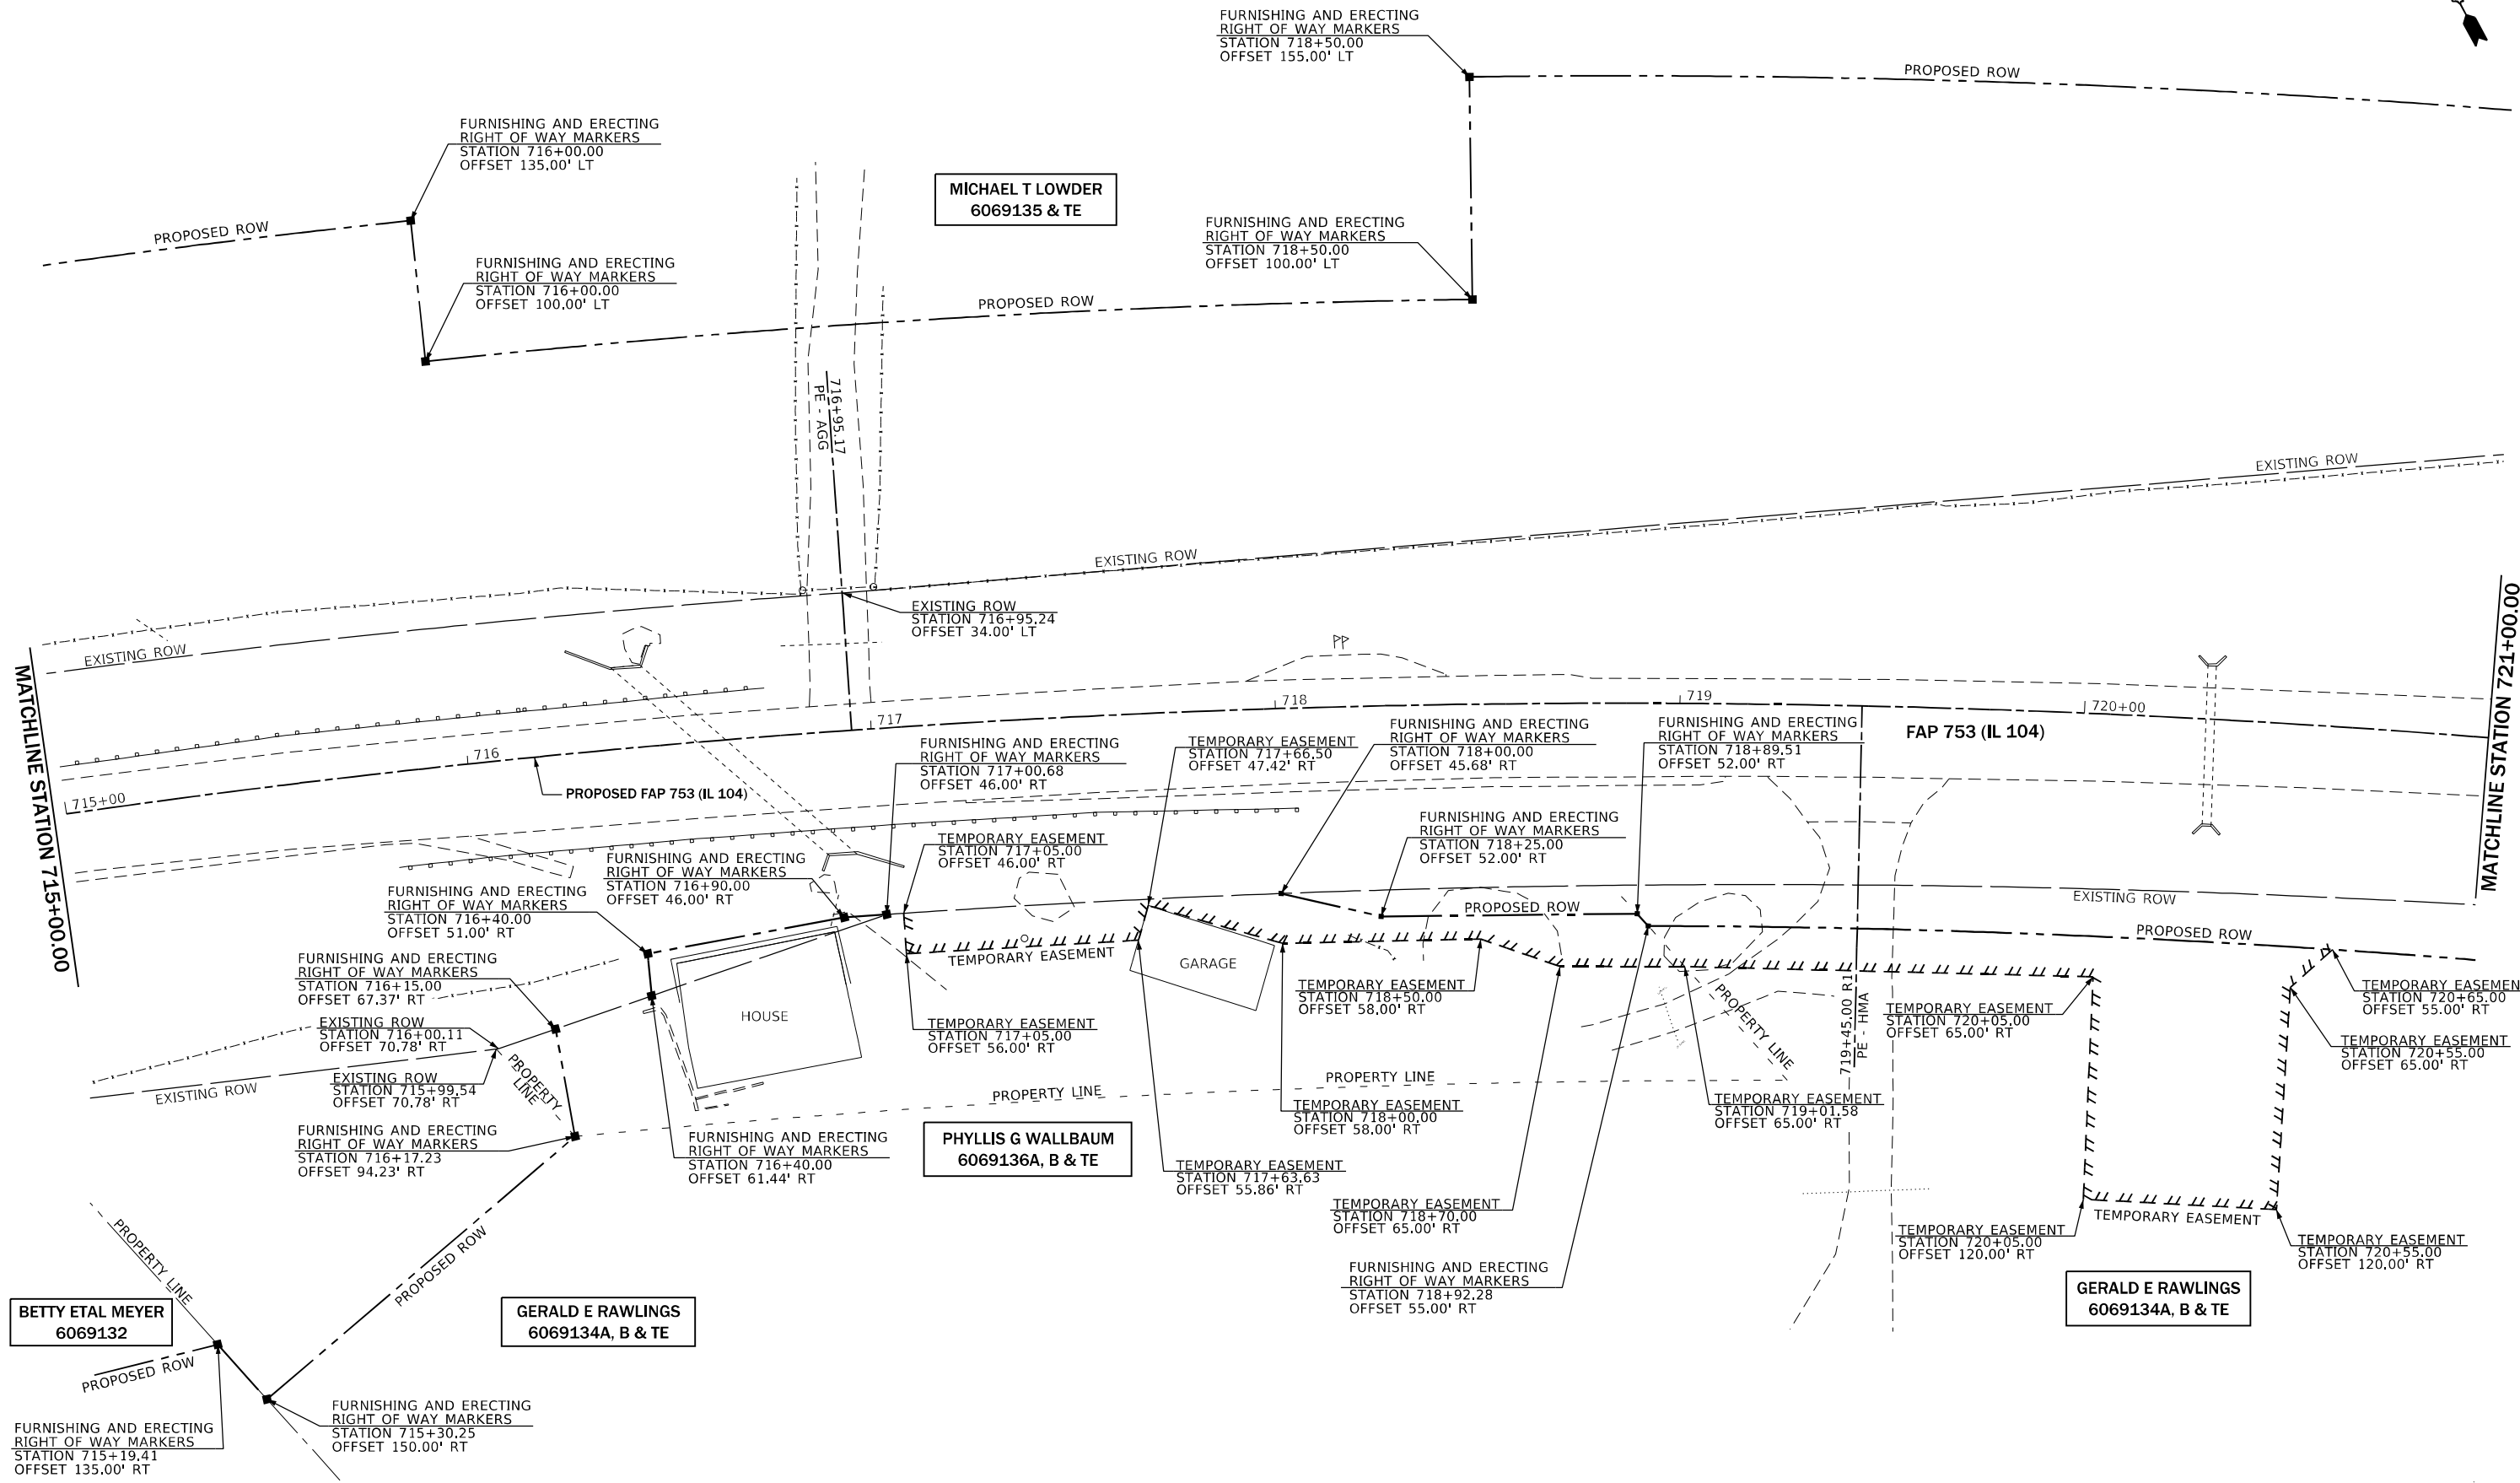 FURNISHING AND ERECTING
RIGHT OF WAY MARKERS
STATION 718+50.00
OFFSET 155.00' LT
PROPOSED ROW
FURNISHING AND ERECTING
RIGHT OF WAY MARKERS
STATION 716+00.00
OFFSET 135.00' LT
MICHAEL T LOWDER
6069135 & TE
PROPOSED ROW
FURNISHING AND ERECTING
RIGHT OF WAY MARKERS
STATION 718+50.00
OFFSET 100.00' LT
FURNISHING AND ERECTING
RIGHT OF WAY MARKERS
STATION 716+00.00
OFFSET 100.00' LT
PROPOSED ROW
716+95.17
PE - AGG
EXISTING ROW
EXISTING ROW
EXISTING ROW
STATION 716+95.24
OFFSET 34.00' LT
EXISTING ROW
PP
MATCHLINE STATION 715+00.00
MATCHLINE STATION 721+00.00
715+00
716
717
718
719
720+00
FAP 753 (IL 104)
PROPOSED FAP 753 (IL 104)
FURNISHING AND ERECTING
RIGHT OF WAY MARKERS
STATION 717+00.68
OFFSET 46.00' RT
TEMPORARY EASEMENT
STATION 717+66.50
OFFSET 47.42' RT
FURNISHING AND ERECTING
RIGHT OF WAY MARKERS
STATION 718+00.00
OFFSET 45.68' RT
FURNISHING AND ERECTING
RIGHT OF WAY MARKERS
STATION 718+89.51
OFFSET 52.00' RT
TEMPORARY EASEMENT
STATION 717+05.00
OFFSET 46.00' RT
FURNISHING AND ERECTING
RIGHT OF WAY MARKERS
STATION 718+25.00
OFFSET 52.00' RT
FURNISHING AND ERECTING
RIGHT OF WAY MARKERS
STATION 716+90.00
OFFSET 46.00' RT
FURNISHING AND ERECTING
RIGHT OF WAY MARKERS
STATION 716+40.00
OFFSET 51.00' RT
PROPOSED ROW
EXISTING ROW
PROPOSED ROW
TEMPORARY EASEMENT
GARAGE
HOUSE
FURNISHING AND ERECTING
RIGHT OF WAY MARKERS
STATION 716+15.00
OFFSET 67.37' RT
EXISTING ROW
STATION 716+00.11
OFFSET 70.78' RT
TEMPORARY EASEMENT
STATION 717+05.00
OFFSET 56.00' RT
TEMPORARY EASEMENT
STATION 718+50.00
OFFSET 58.00' RT
PROPERTY LINE
719+45.00 R1
PE - HMA
TEMPORARY EASEMENT
STATION 720+05.00
OFFSET 65.00' RT
TEMPORARY EASEMEN
STATION 720+65.00
OFFSET 55.00' RT
TEMPORARY EASEMENT
STATION 720+55.00
OFFSET 65.00' RT
EXISTING ROW
EXISTING ROW
STATION 715+99.54
OFFSET 70.78' RT
PROPERTY
LINE
PROPERTY LINE
PROPERTY LINE
FURNISHING AND ERECTING
RIGHT OF WAY MARKERS
STATION 716+17.23
OFFSET 94.23' RT
FURNISHING AND ERECTING
RIGHT OF WAY MARKERS
STATION 716+40.00
OFFSET 61.44' RT
PHYLLIS G WALLBAUM
6069136A, B & TE
TEMPORARY EASEMENT
STATION 718+00.00
OFFSET 58.00' RT
TEMPORARY EASEMENT
STATION 719+01.58
OFFSET 65.00' RT
TEMPORARY EASEMENT
STATION 717+63.63
OFFSET 55.86' RT
TEMPORARY EASEMENT
STATION 718+70.00
OFFSET 65.00' RT
TEMPORARY EASEMENT
TEMPORARY EASEMENT
STATION 720+05.00
OFFSET 120.00' RT
TEMPORARY EASEMENT
STATION 720+55.00
OFFSET 120.00' RT
FURNISHING AND ERECTING
RIGHT OF WAY MARKERS
STATION 718+92.28
OFFSET 55.00' RT
PROPERTY LINE
PROPOSED ROW
BETTY ETAL MEYER
6069132
GERALD E RAWLINGS
6069134A, B & TE
GERALD E RAWLINGS
6069134A, B & TE
PROPOSED ROW
FURNISHING AND ERECTING
RIGHT OF WAY MARKERS
STATION 715+19.41
OFFSET 135.00' RT
FURNISHING AND ERECTING
RIGHT OF WAY MARKERS
STATION 715+30.25
OFFSET 150.00' RT